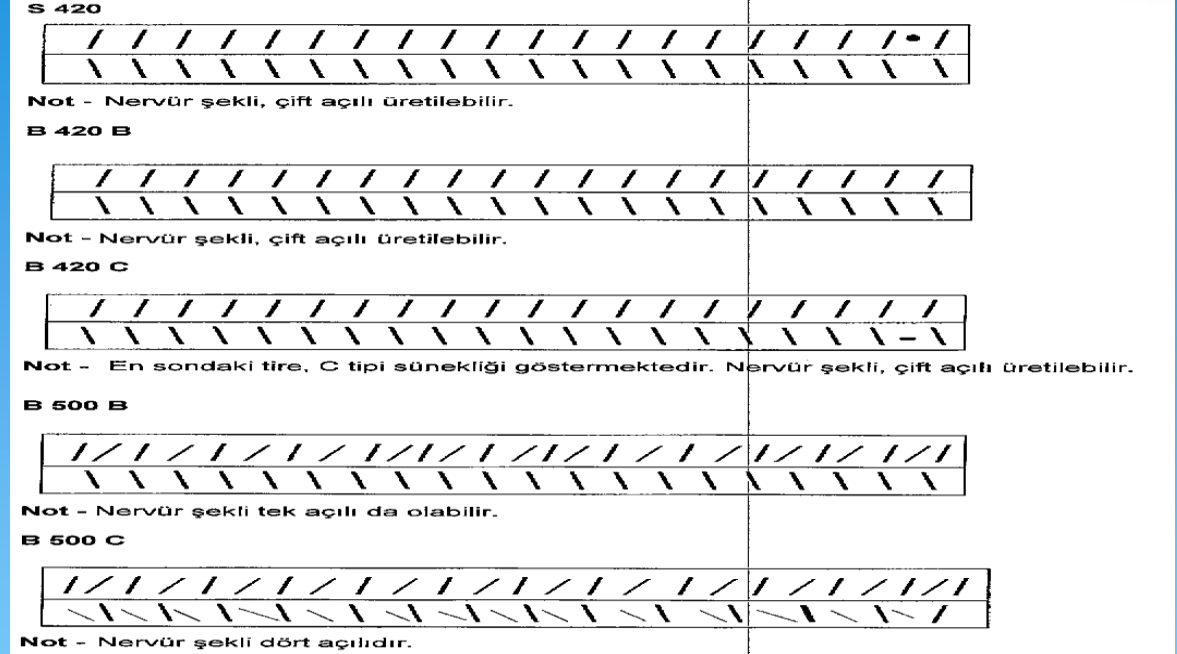 S 420
Not - Nervür şekli, çift açılı üretilebilir.
B 420 B
Not - Nervür şekli, çift açılı üretilebilir.
B 420 C
Not - En sondaki tire, C tipi sünekliği göstermektedir. Nervür şekli, çift açılı üretilebilir.
B 500 B
Not - Nervür şekli tek açılı da olabilir.
B 500 C
Not - Nervür şekli dört açılıdır.